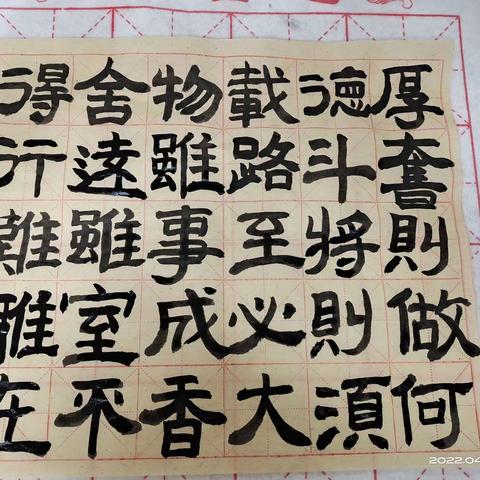 厚德載物舍得
奮斗路雖遠行
則將至事雖難
做則必成室雅
何須大香不在
2022.04